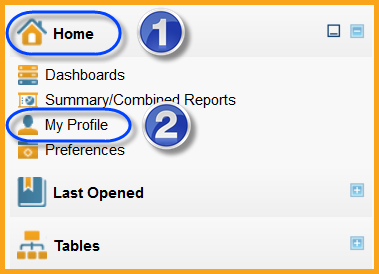 Home 1
Dashboards
Summary/Combined Reports
My Profile 2
Preferences
Last Opened
Tables